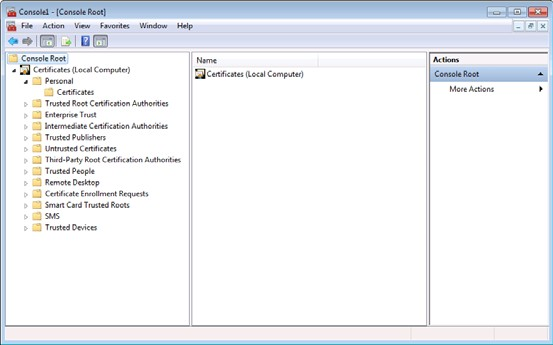 Console1 - [Console Root]
File Action View Favorites Window Help
Console Root
Certificates (Local Computer)
Personal
Certificates
Trusted Root Certification Authorities
Enterprise Trust
Intermediate Certification Authorities
Trusted Publishers
Untrusted Certificates
Third-Party Root Certification Authorities
Trusted People
Remote Desktop
Certificate Enrollment Requests
Smart Card Trusted Roots
SMS
Trusted Devices
Name
Certificates (Local Computer)
Actions
Console Root
More Actions